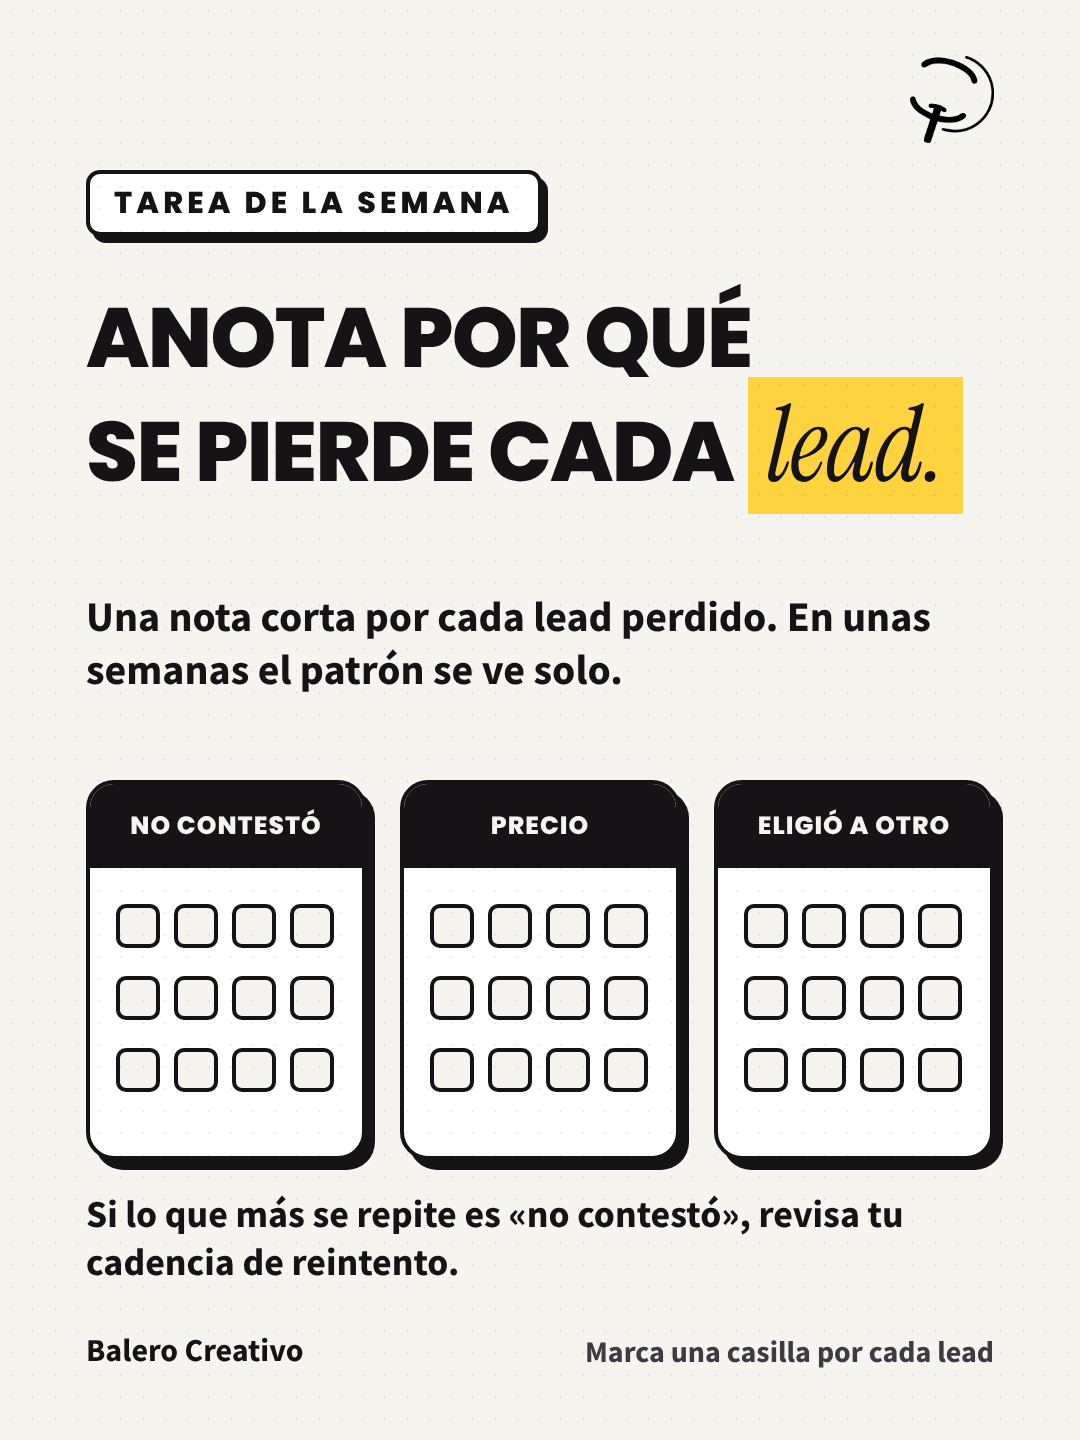 TAREA DE LA SEMANA
ANOTA POR QUÉ
SE PIERDE CADA lead.
Una nota corta por cada lead perdido. En unas
semanas el patrón se ve solo.
NO CONTESTÓ
PRECIO
ELIGIÓ A OTRO
Si lo que más se repite es «no contestó», revisa tu
cadencia de reintento.
Balero Creativo
Marca una casilla por cada lead